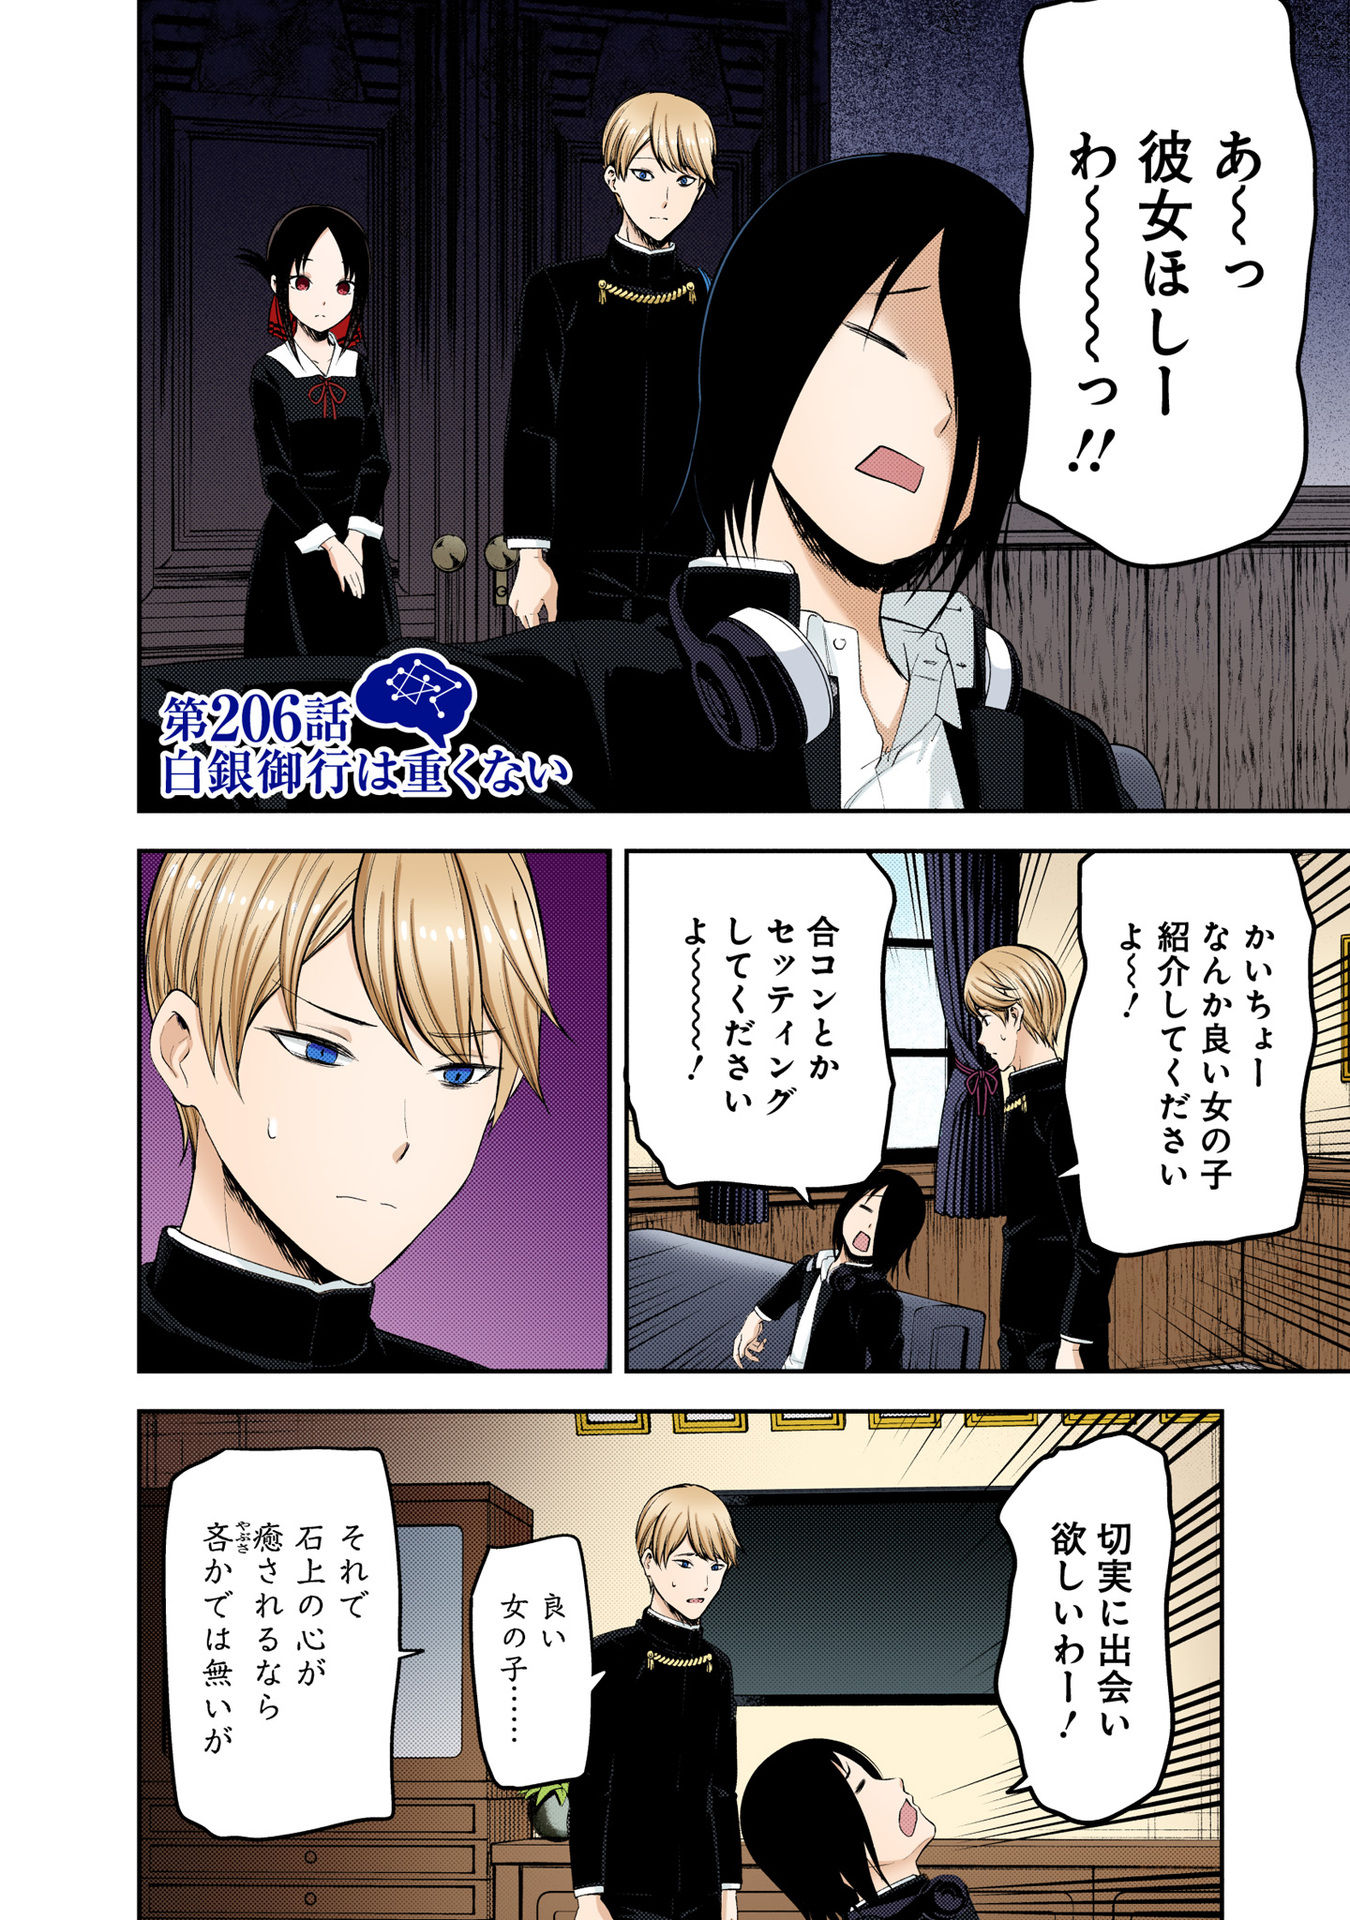 あ〜っ
彼女ほしー
わ〜〜〜〜っ!!
第206話
白銀御行は重くない
かいちょー
なんか良い女の子
紹介してください
よ〜!
合コンとか
セッティング
してください
よ〜〜〜!
切実に出会い
欲しいわー!
良い
女の子……
それで
石上の心が
癒されるなら
吝かでは無いが
やぶさ